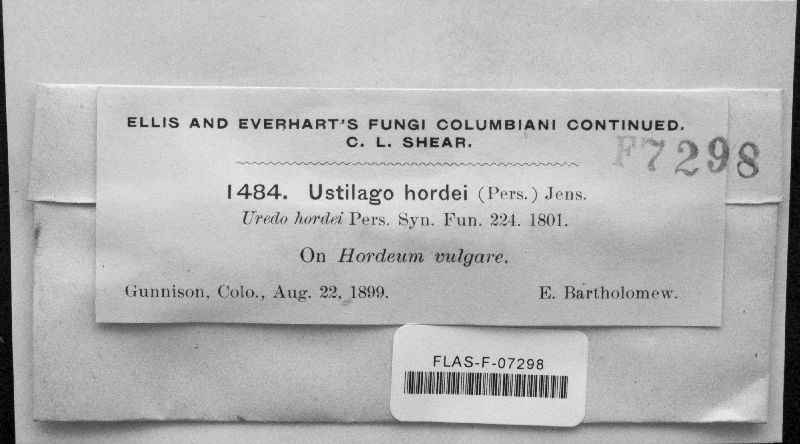 ELLIS AND EVERHART'S FUNGI COLUMBIANI CONTINUED.
C. L. SHEAR.
F7298
1484. Ustilago hordei (Pers.) Jens.
Uredo hordei Pers. Syn. Fun. 224. 1801.
On Hordeum vulgare.
Gunnison, Colo., Aug. 22, 1899. E. Bartholomew.
FLAS-F-07298